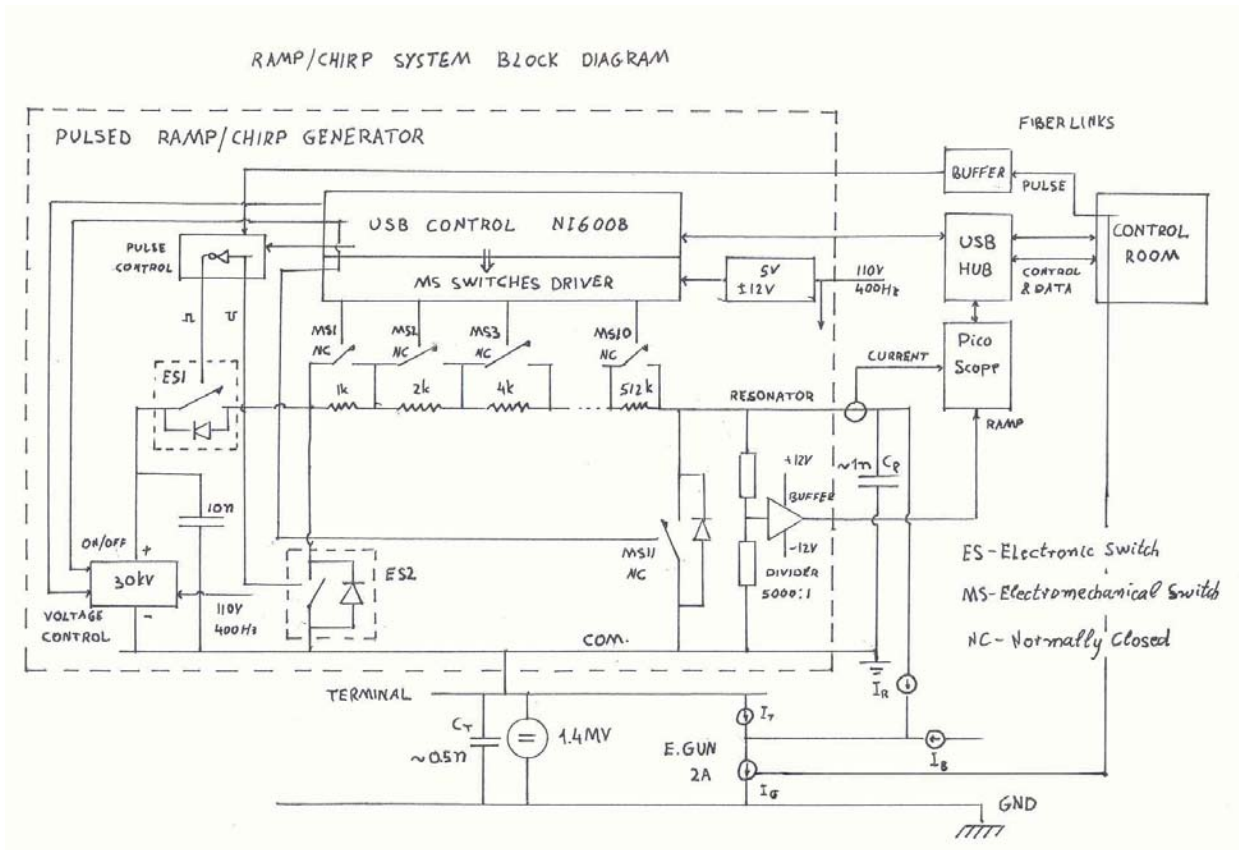 RAMP/CHIRP SYSTEM BLOCK DIAGRAM
PULSED RAMP/CHIRP GENERATOR
FIBER LINKS
BUFFER
PULSE
CONTROL
ROOM
USB CONTROL NI6008
PULSE
CONTROL
USB
HUB
CONTROL
& DATA
MS SWITCHES DRIVER
5V
±12V
110V
400Hz
MS1
NC
MS2
NC
MS3
NC
MS10
NC
Pico
Scope
CURRENT
RAMP
ES1
1k
2k
4k
512k
RESONATOR
~1n Cp
+12V
BUFFER
-12V
DIVIDER
5000:1
10n
ON/OFF
+
30kV
-
VOLTAGE
CONTROL
110V
400Hz
ES2
MS11
NC
COM.
ES-Electronic Switch
MS-Electromechanical Switch
NC-Normally Closed
TERMINAL
CT
~0.5n
=
1.4MV
E.GUN
2A
IT
IR
IB
IG
GND